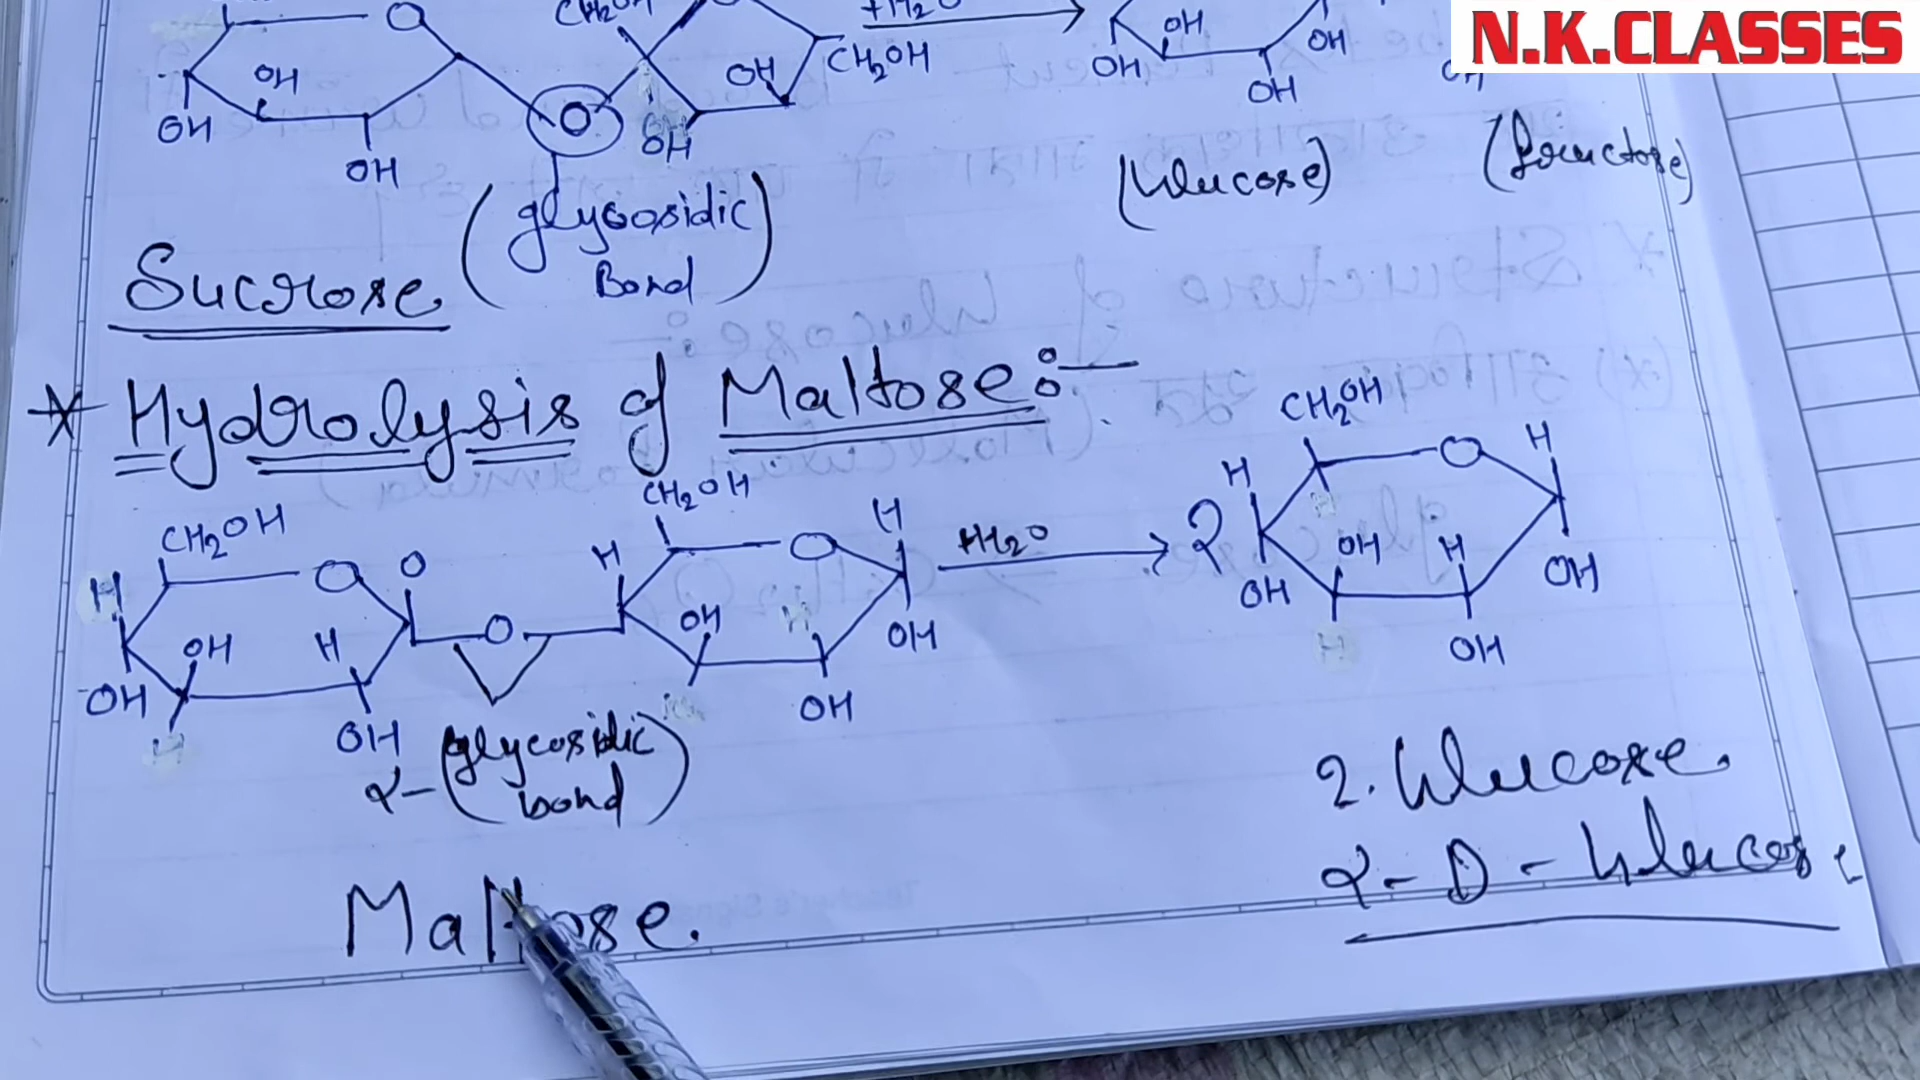 N.K.CLASSES
O CH2OH +H2O OH OH
OH OH OH O OH OH CH2OH OH OH OH
(glycosidic Bond)
(Glucose) (fructose)
Sucrose
* Hydrolysis of Maltose:-
CH2OH O H
CH2OH O O H
OH H OH
H OH
CH2OH O H
H OH H OH
+H2O
2
CH2OH O H
H OH H OH
OH H OH
α-(glycosidic bond)
2. Glucose.
α-D-Glucose
Maltose.